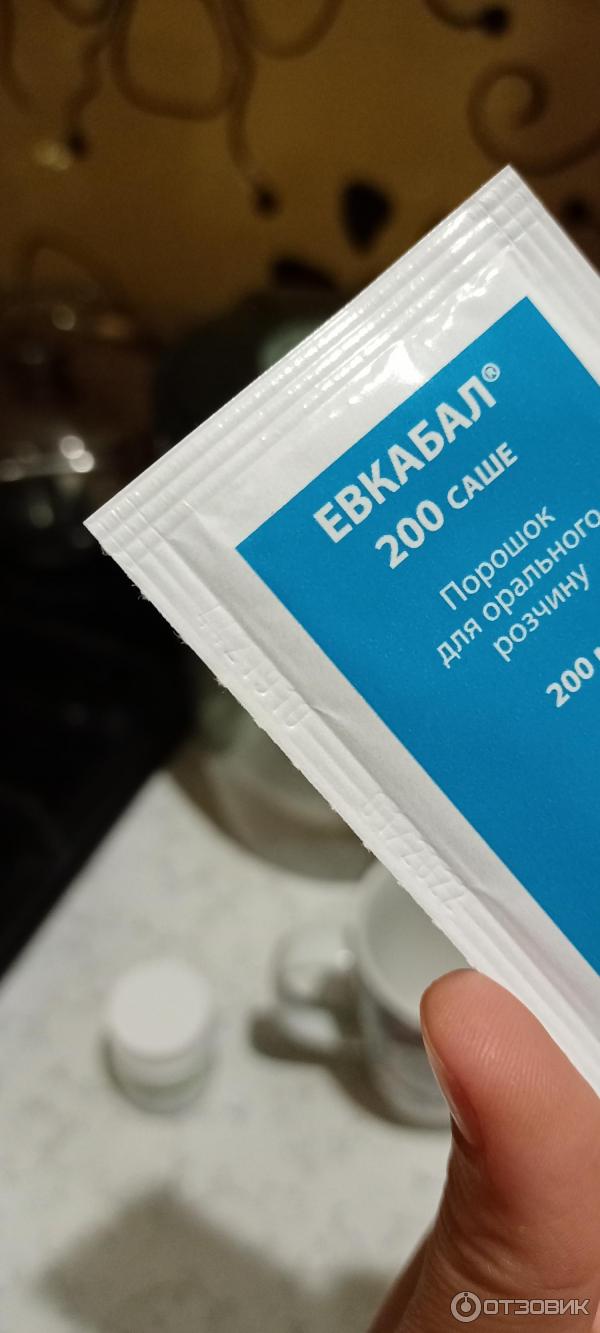 ЕВКАБАЛ®
200 САШЕ
Порошок
для орального
розчину
200
ОТЗОВИК